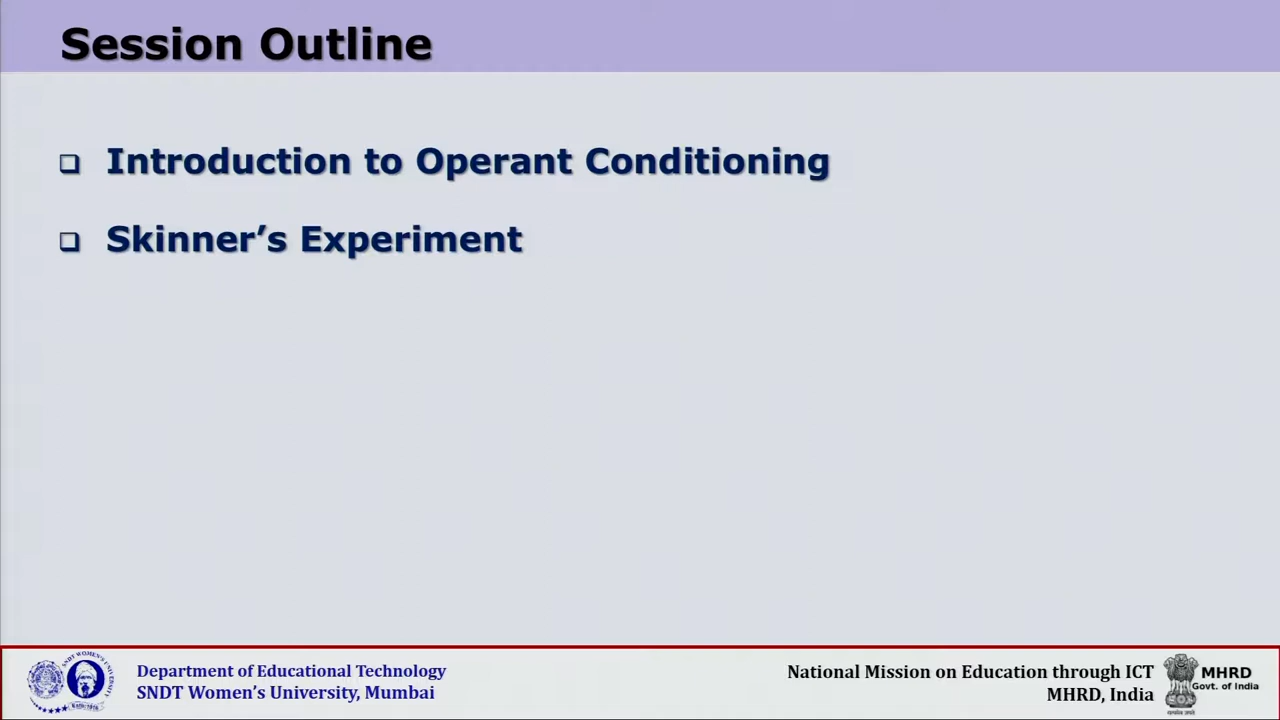 Session Outline
Introduction to Operant Conditioning
Skinner’s Experiment
Department of Educational Technology
SNDT Women’s University, Mumbai
National Mission on Education through ICT
MHRD, India
MHRD
Govt. of India